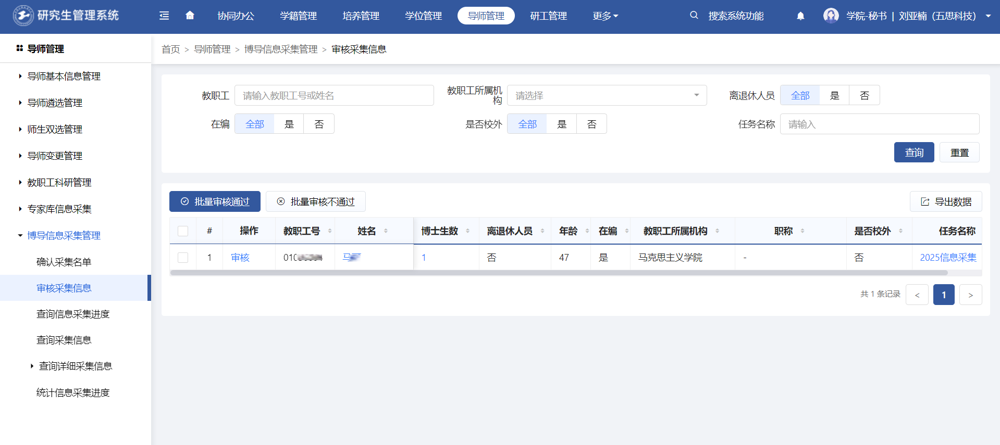 研究生管理系统
协同办公 学籍管理 培养管理 学位管理 导师管理 研工管理 更多
搜索系统功能
学院-秘书 | 刘亚楠（五思科技）
导师管理
导师基本信息管理
导师遴选管理
师生双选管理
导师变更管理
教职工科研管理
专家库信息采集
博导信息采集管理
确认采集名单
审核采集信息
查询信息采集进度
查询采集信息
查询详细采集信息
统计信息采集进度
首页 > 导师管理 > 博导信息采集管理 > 审核采集信息
教职工 请输入教职工号或姓名
教职工所属机构 请选择
离退休人员 全部 是 否
在编 全部 是 否
是否校外 全部 是 否
任务名称 请输入
查询 重置
批量审核通过 批量审核不通过 导出数据
# 操作 教职工号 姓名 博士生数 离退休人员 年龄 在编 教职工所属机构 职称 是否校外 任务名称
1 审核 010 马 1 否 47 是 马克思主义学院 - 否 2025信息采集
共 1 条记录 < 1 >